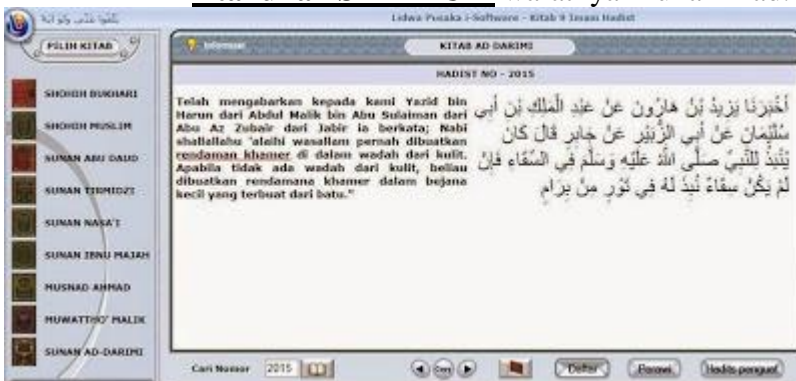 Lidwa Pusaka i-Software - Kitab 9 Imam Hadist
PILIH KITAB
Informasi
KITAB AD DARIMI
HADIST NO - 2015
SHOHIH BUKHARI
SHOHIH MUSLIM
SUNAN ABU DAUD
SUNAN TIRMIDZI
SUNAN NASA'I
SUNAN IBNU MAJAH
MUSNAD AHMAD
MUWATTHO' MALIK
SUNAN AD-DARIMI
Telah mengabarkan kepada kami Yazid bin
Harun dari Abdul Malik bin Abu Sulaiman dari
Abu Az Zubair dari Jabir ia berkata; Nabi
shallallahu 'alaihi wasallam pernah dibuatkan
rendaman khamer di dalam wadah dari kulit.
Apabila tidak ada wadah dari kulit, beliau
dibuatkan rendamana khamer dalam bejana
kecil yang terbuat dari batu."
أَخْبَرَنَا يَزِيدُ بْنُ هَارُونَ عَنْ عَبْدِ الْمَلِكِ بْنِ أَبِي
سُلَيْمَانَ عَنْ أَبِي الزُّبَيْرِ عَنْ جَابِرٍ قَالَ كَانَ
يُنْبَذُ لِلنَّبِيِّ صَلَّى اللَّهُ عَلَيْهِ وَسَلَّمَ فِي السِّقَاءِ فَإِنْ
لَمْ يَكُنْ سِقَاءٌ نُبِذَ لَهُ فِي تَوْرٍ مِنْ بِرَامٍ
Cari Nomor 2015 Copy Daftar Perawi Hadits penguat